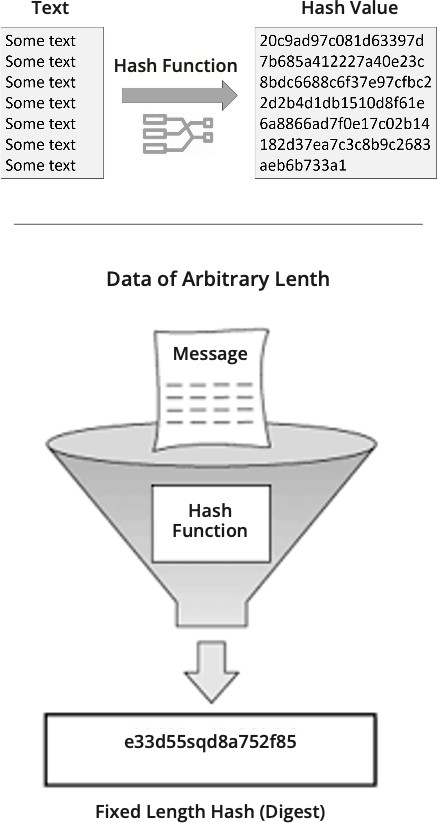 Text
Hash Value
Some text
Some text
Some text
Some text
Some text
Some text
Some text
Hash Function
20c9ad97c081d63397d
7b685a412227a40e23c
8bdc6688c6f37e97cfbc2
2d2b4d1db1510d8f61e
6a8866ad7f0e17c02b14
182d37ea7c3c8b9c2683
aeb6b733a1
Data of Arbitrary Lenth
Message
Hash
Function
e33d55sqd8a752f85
Fixed Length Hash (Digest)